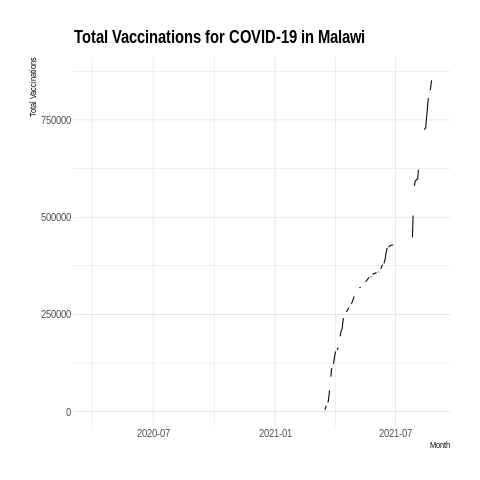 Total Vaccinations for COVID-19 in Malawi
Total Vaccinations
750000
500000
250000
0
2020-07
2021-01
2021-07
Month